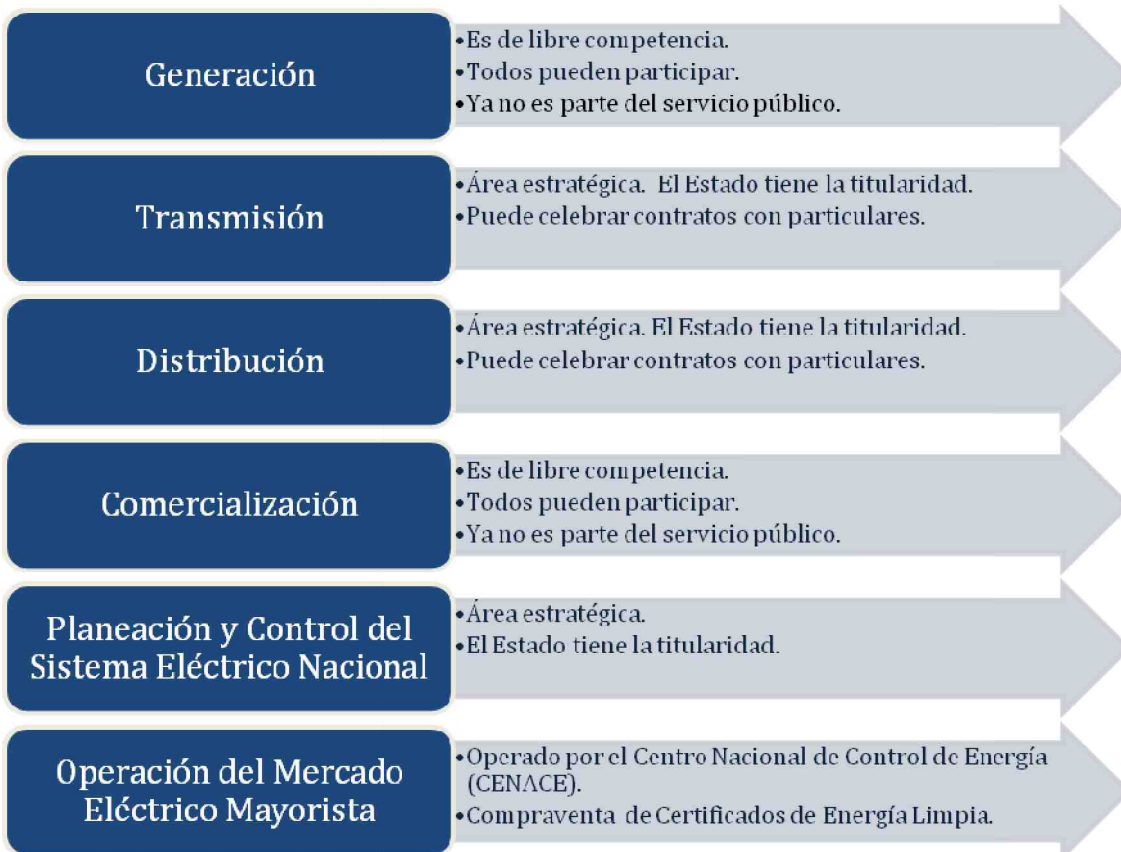 Generación
•Es de libre competencia.
•Todos pueden participar.
•Ya no es parte del servicio público.
Transmisión
•Área estratégica. El Estado tiene la titularidad.
•Puede celebrar contratos con particulares.
Distribución
•Área estratégica. El Estado tiene la titularidad.
•Puede celebrar contratos con particulares.
Comercialización
•Es de libre competencia.
•Todos pueden participar.
•Ya no es parte del servicio público.
Planeación y Control del
Sistema Eléctrico Nacional
•Área estratégica.
•El Estado tiene la titularidad.
Operación del Mercado
Eléctrico Mayorista
•Operado por el Centro Nacional de Control de Energía
(CENACE).
•Compraventa de Certificados de Energía Limpia.